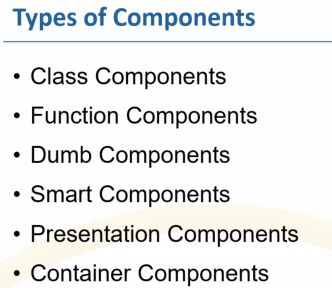 Types of Components
• Class Components
• Function Components
• Dumb Components
• Smart Components
• Presentation Components
• Container Components